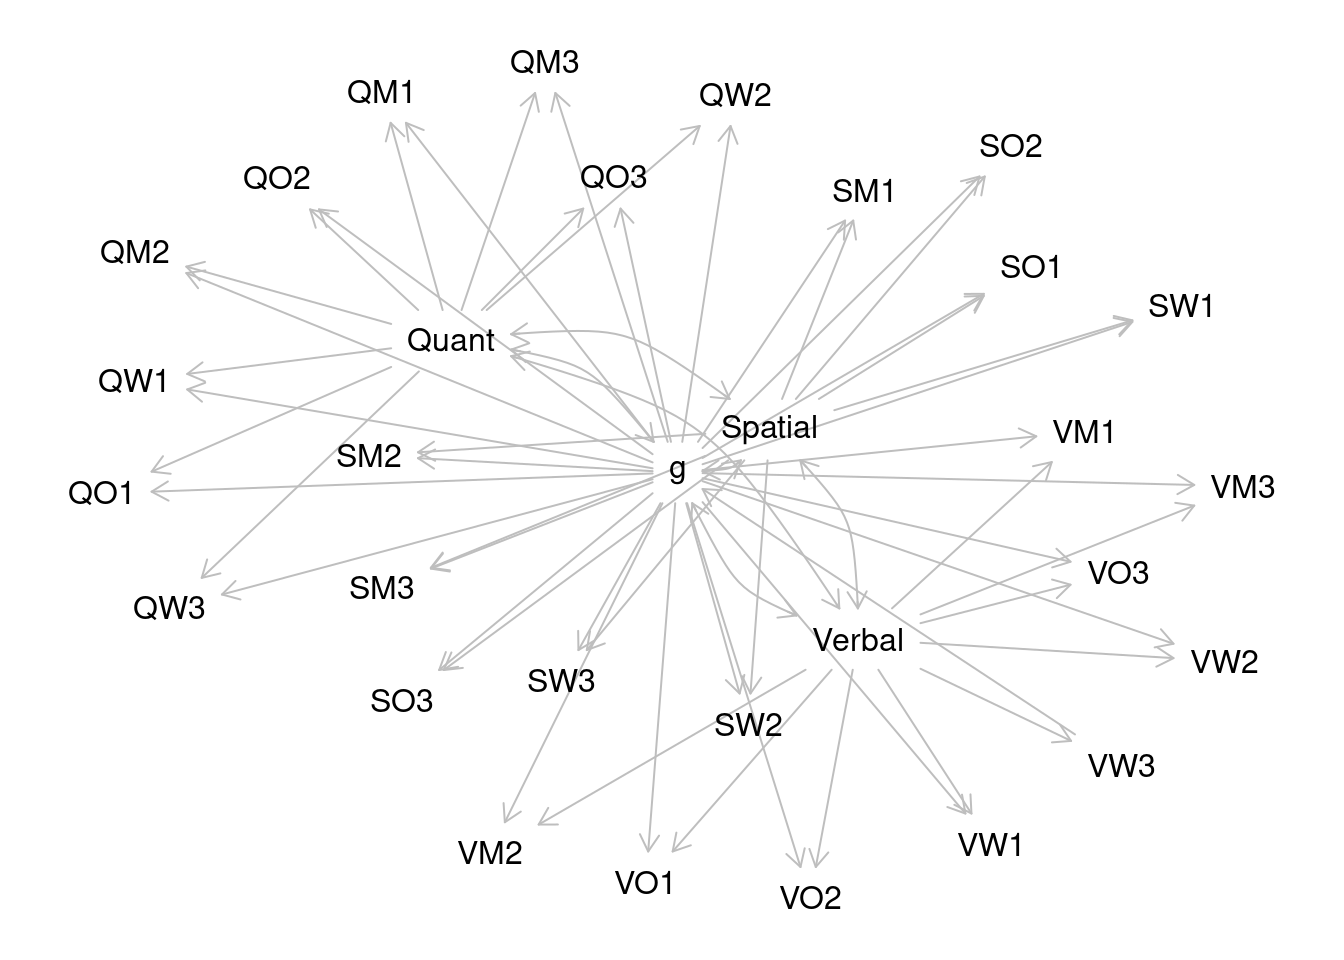 QM3
QM1
QW2
SO2
QO2
QO3
SM1
QM2
SO1
SW1
Quant
QW1
Spatial
VM1
SM2
g
QO1
VM3
SM3
VO3
QW3
Verbal
VW2
SW3
SO3
SW2
VW3
VM2
VW1
VO1
VO2